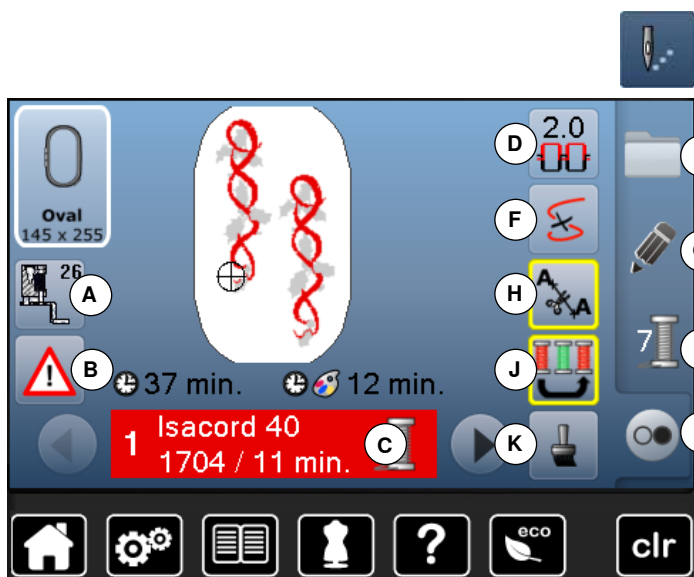 2.0
D
Oval
145 x 255
F
26
A
H
A A
B
J
7
37 min.
12 min.
1 Isacord 40
1704 / 11 min.
C
K
?
eco
clr